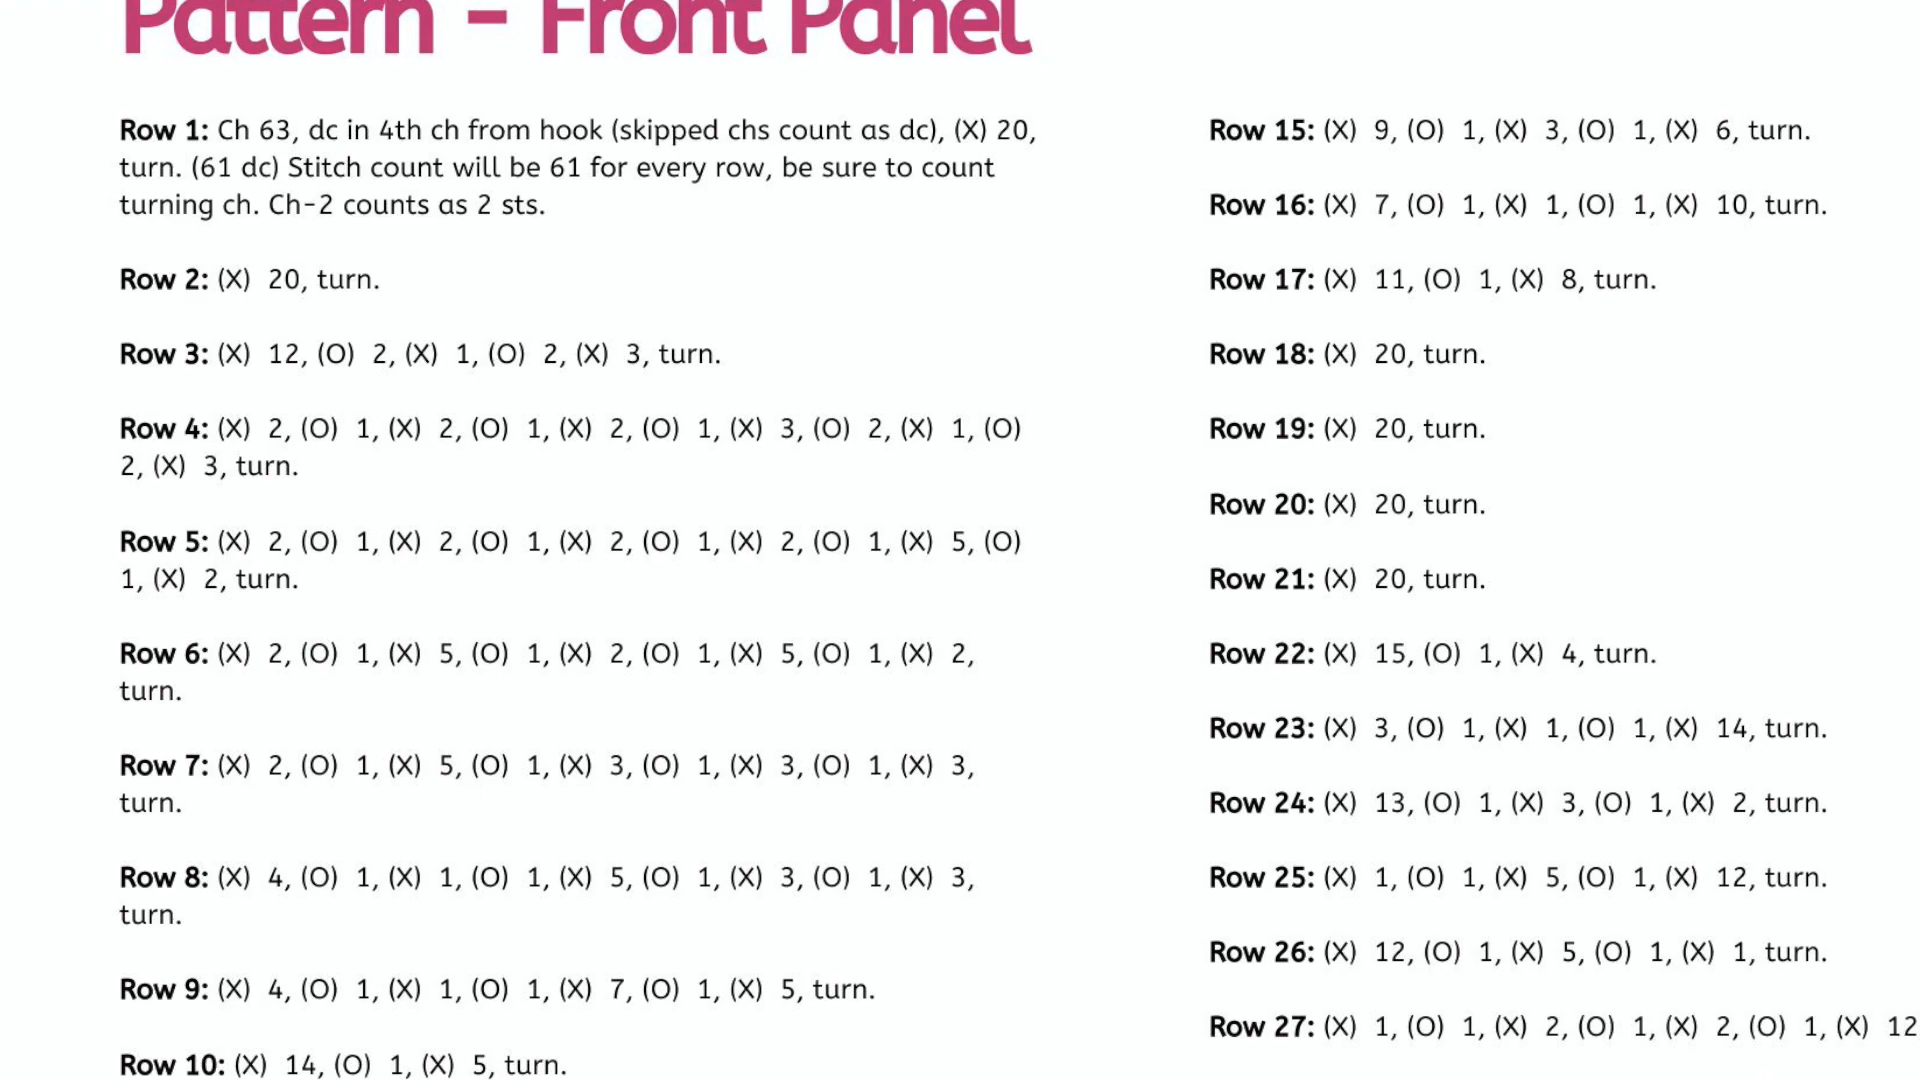 Pattern - Front Panel
Row 1: Ch 63, dc in 4th ch from hook (skipped chs count as dc), (X) 20,
turn. (61 dc) Stitch count will be 61 for every row, be sure to count
turning ch. Ch-2 counts as 2 sts.
Row 2: (X) 20, turn.
Row 3: (X) 12, (O) 2, (X) 1, (O) 2, (X) 3, turn.
Row 4: (X) 2, (O) 1, (X) 2, (O) 1, (X) 2, (O) 1, (X) 3, (O) 2, (X) 1, (O)
2, (X) 3, turn.
Row 5: (X) 2, (O) 1, (X) 2, (O) 1, (X) 2, (O) 1, (X) 2, (O) 1, (X) 5, (O)
1, (X) 2, turn.
Row 6: (X) 2, (O) 1, (X) 5, (O) 1, (X) 2, (O) 1, (X) 5, (O) 1, (X) 2,
turn.
Row 7: (X) 2, (O) 1, (X) 5, (O) 1, (X) 3, (O) 1, (X) 3, (O) 1, (X) 3,
turn.
Row 8: (X) 4, (O) 1, (X) 1, (O) 1, (X) 5, (O) 1, (X) 3, (O) 1, (X) 3,
turn.
Row 9: (X) 4, (O) 1, (X) 1, (O) 1, (X) 7, (O) 1, (X) 5, turn.
Row 10: (X) 14, (O) 1, (X) 5, turn.
Row 15: (X) 9, (O) 1, (X) 3, (O) 1, (X) 6, turn.
Row 16: (X) 7, (O) 1, (X) 1, (O) 1, (X) 10, turn.
Row 17: (X) 11, (O) 1, (X) 8, turn.
Row 18: (X) 20, turn.
Row 19: (X) 20, turn.
Row 20: (X) 20, turn.
Row 21: (X) 20, turn.
Row 22: (X) 15, (O) 1, (X) 4, turn.
Row 23: (X) 3, (O) 1, (X) 1, (O) 1, (X) 14, turn.
Row 24: (X) 13, (O) 1, (X) 3, (O) 1, (X) 2, turn.
Row 25: (X) 1, (O) 1, (X) 5, (O) 1, (X) 12, turn.
Row 26: (X) 12, (O) 1, (X) 5, (O) 1, (X) 1, turn.
Row 27: (X) 1, (O) 1, (X) 2, (O) 1, (X) 2, (O) 1, (X) 12